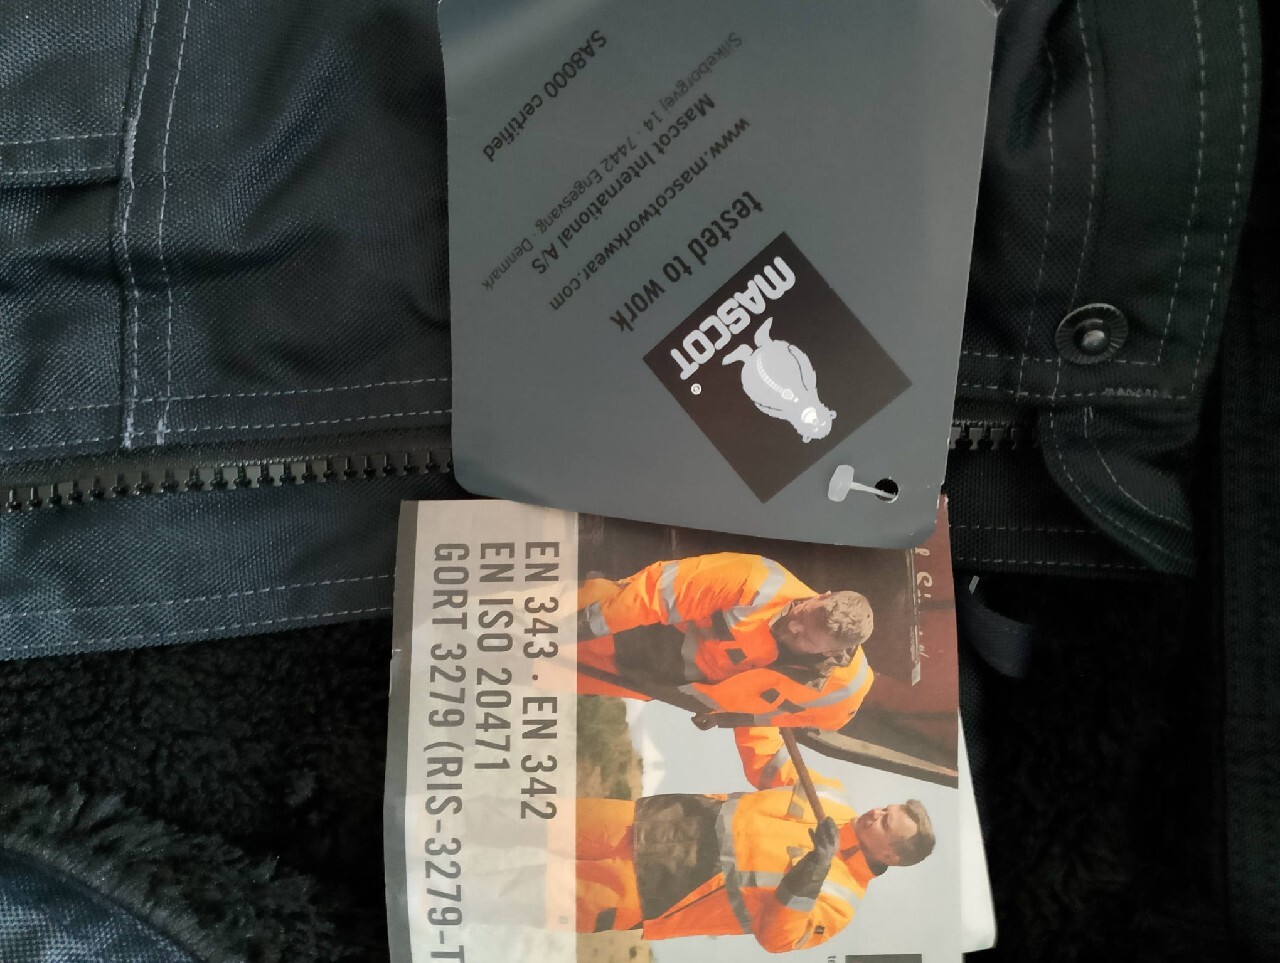 MASCOT®
tested to work
www.mascotworkwear.com
Mascot International A/S
Silkeborgvej 14 · 7442 Engesvang · Denmark
SA8000 certified
EN 343 . EN 342
EN ISO 20471
GORT 3279 (RIS-3279-T
MASCOT